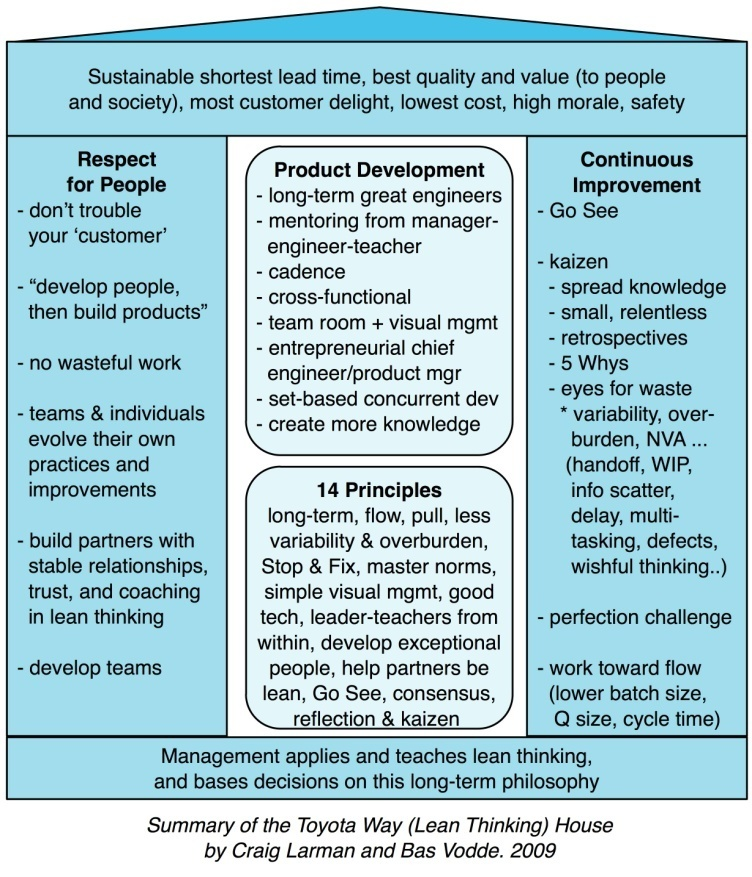 Sustainable shortest lead time, best quality and value (to people
and society), most customer delight, lowest cost, high morale, safety
Respect
for People
- don’t trouble
your ‘customer’
- “develop people,
then build products”
- no wasteful work
- teams & individuals
evolve their own
practices and
improvements
- build partners with
stable relationships,
trust, and coaching
in lean thinking
- develop teams
Product Development
- long-term great engineers
- mentoring from manager-
engineer-teacher
- cadence
- cross-functional
- team room + visual mgmt
- entrepreneurial chief
engineer/product mgr
- set-based concurrent dev
- create more knowledge
14 Principles
long-term, flow, pull, less
variability & overburden,
Stop & Fix, master norms,
simple visual mgmt, good
tech, leader-teachers from
within, develop exceptional
people, help partners be
lean, Go See, consensus,
reflection & kaizen
Continuous
Improvement
- Go See
- kaizen
- spread knowledge
- small, relentless
- retrospectives
- 5 Whys
- eyes for waste
* variability, over-
burden, NVA ...
(handoff, WIP,
info scatter,
delay, multi-
tasking, defects,
wishful thinking..)
- perfection challenge
- work toward flow
(lower batch size,
Q size, cycle time)
Management applies and teaches lean thinking,
and bases decisions on this long-term philosophy
Summary of the Toyota Way (Lean Thinking) House
by Craig Larman and Bas Vodde. 2009